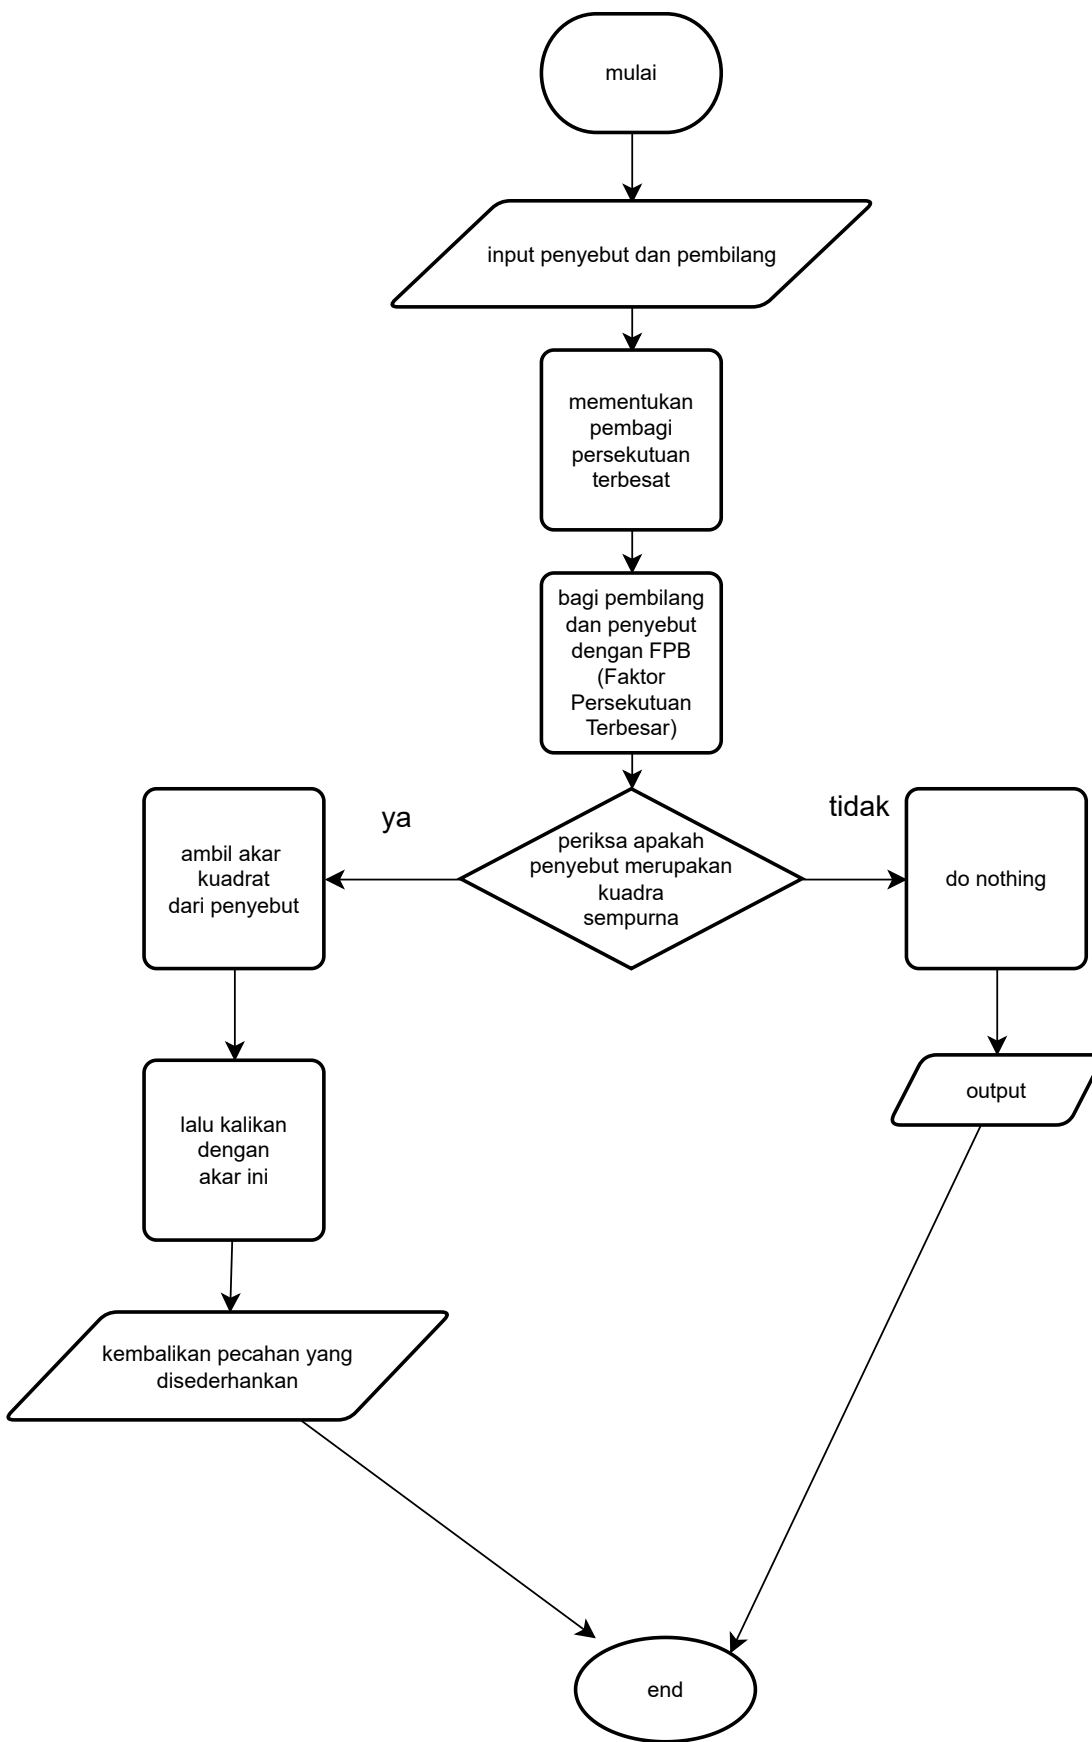 mulai
input penyebut dan pembilang
mementukan
pembagi
persekutuan
terbesat
bagi pembilang
dan penyebut
dengan FPB
(Faktor
Persekutuan
Terbesar)
ya
tidak
ambil akar
kuadrat
dari penyebut
periksa apakah
penyebut merupakan
kuadra
sempurna
do nothing
lalu kalikan
dengan
akar ini
output
kembalikan pecahan yang
disederhankan
end